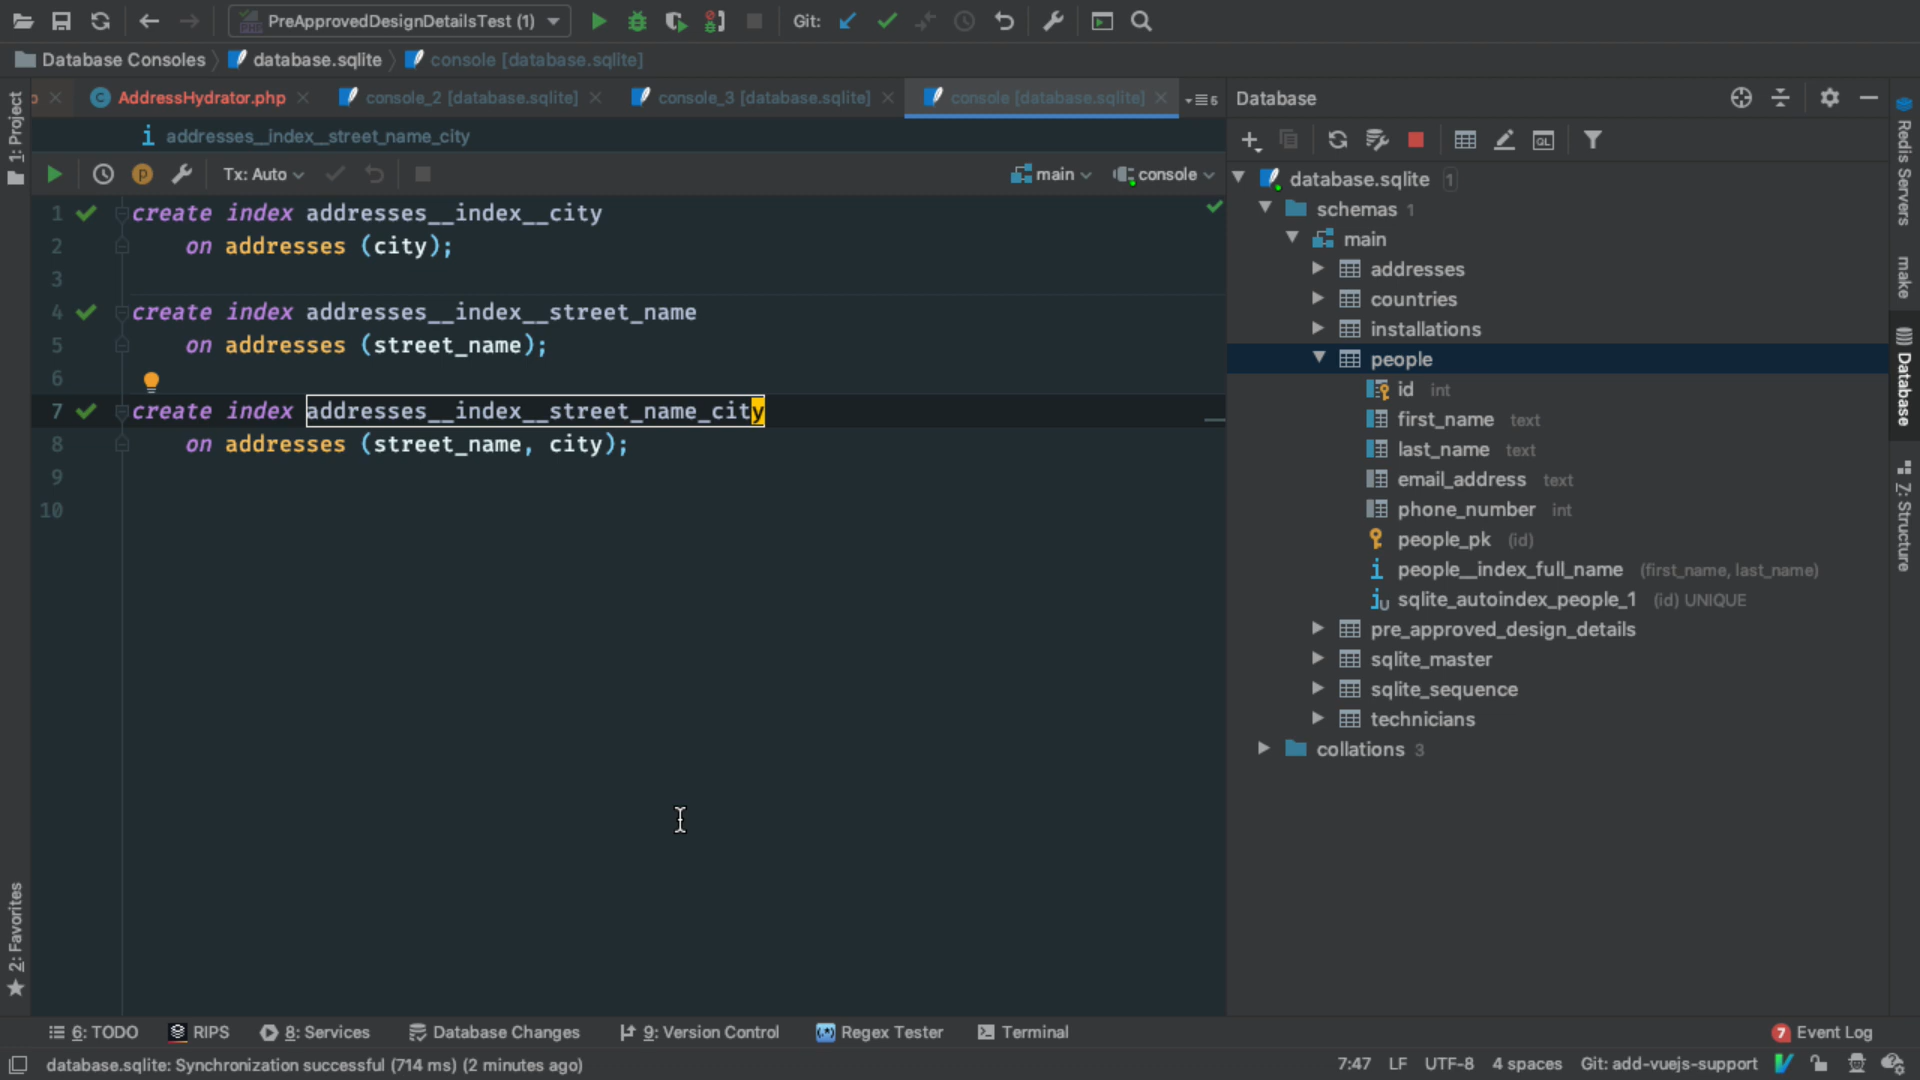 PreApprovedDesignDetailsTest (1)
Git:
Database Consoles
database.sqlite
console [database.sqlite]
AddressHydrator.php
console_2 [database.sqlite]
console_3 [database.sqlite]
console [database.sqlite]
6
Database
addresses__index__street_name_city
Tx: Auto
main
console
1 create index addresses__index__city
2 on addresses (city);
3
4 create index addresses__index__street_name
5 on addresses (street_name);
6
7 create index addresses__index__street_name_city
8 on addresses (street_name, city);
9
10
database.sqlite 1
schemas 1
main
addresses
countries
installations
people
id int
first_name text
last_name text
email_address text
phone_number int
people_pk (id)
people__index_full_name (first_name, last_name)
sqlite_autoindex_people_1 (id) UNIQUE
pre_approved_design_details
sqlite_master
sqlite_sequence
technicians
collations 3
1: Project
2: Favorites
Redis Servers
make
Database
7: Structure
6: TODO
RIPS
8: Services
Database Changes
9: Version Control
Regex Tester
Terminal
7 Event Log
database.sqlite: Synchronization successful (714 ms) (2 minutes ago)
7:47 LF UTF-8 4 spaces Git: add-vuejs-support